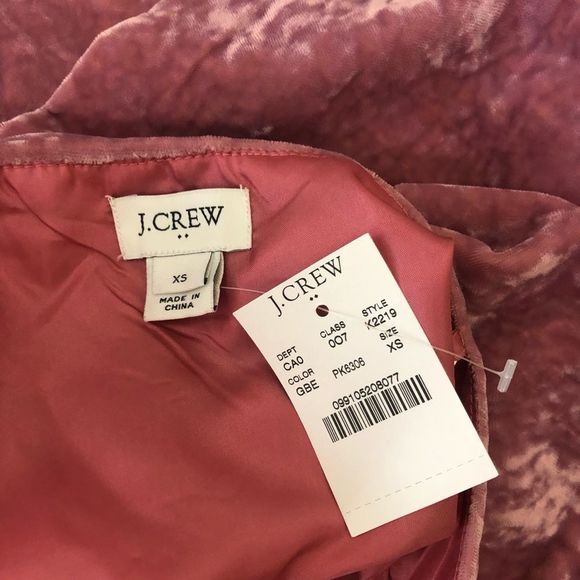 J.CREW
XS
MADE IN
CHINA
J.CREW
DEPT CLASS STYLE
CA0 007 K2219
COLOR SIZE
GBE PK6306 XS
099105208077